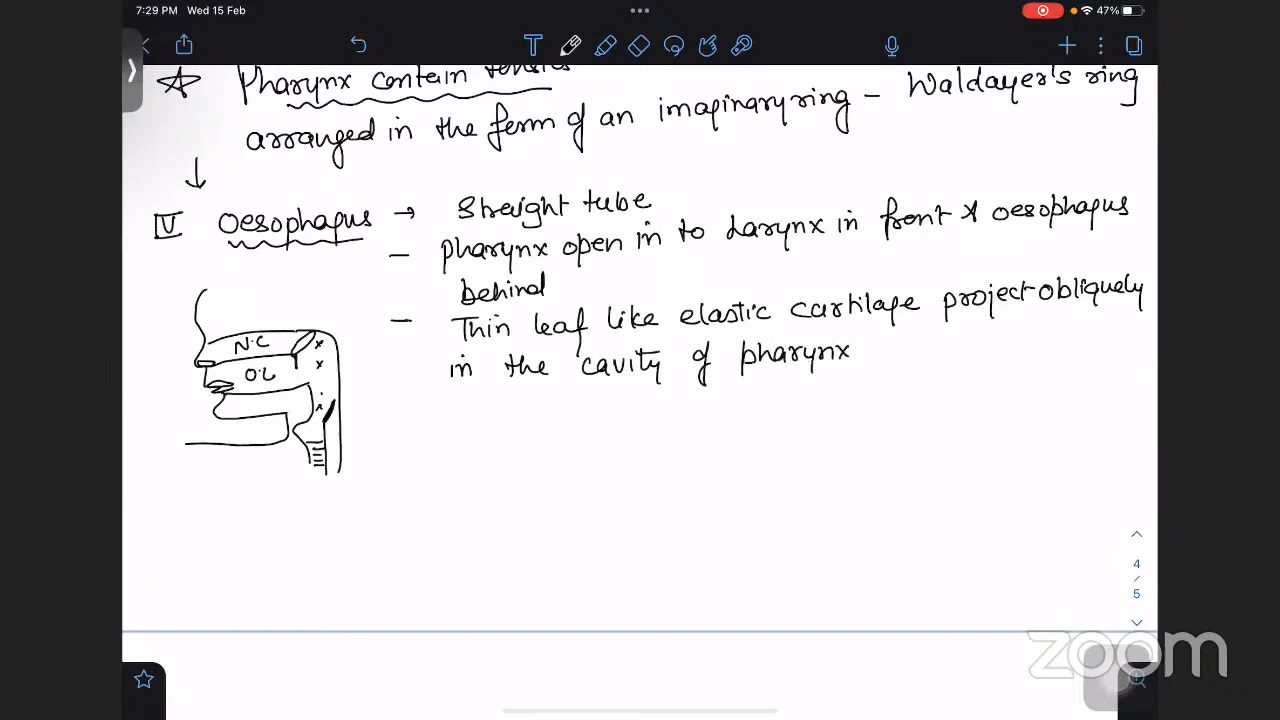 7:29 PM Wed 15 Feb
47%
Pharynx contain tonsils
arranged in the form of an imaginary ring - Waldayer's ring
IV Oesophagus → Straight tube
- Pharynx open in to Larynx in front & oesophagus
behind
- Thin leaf like elastic cartilage project obliquely
in the cavity of pharynx
N.C
O.C
4
/
5
zoom